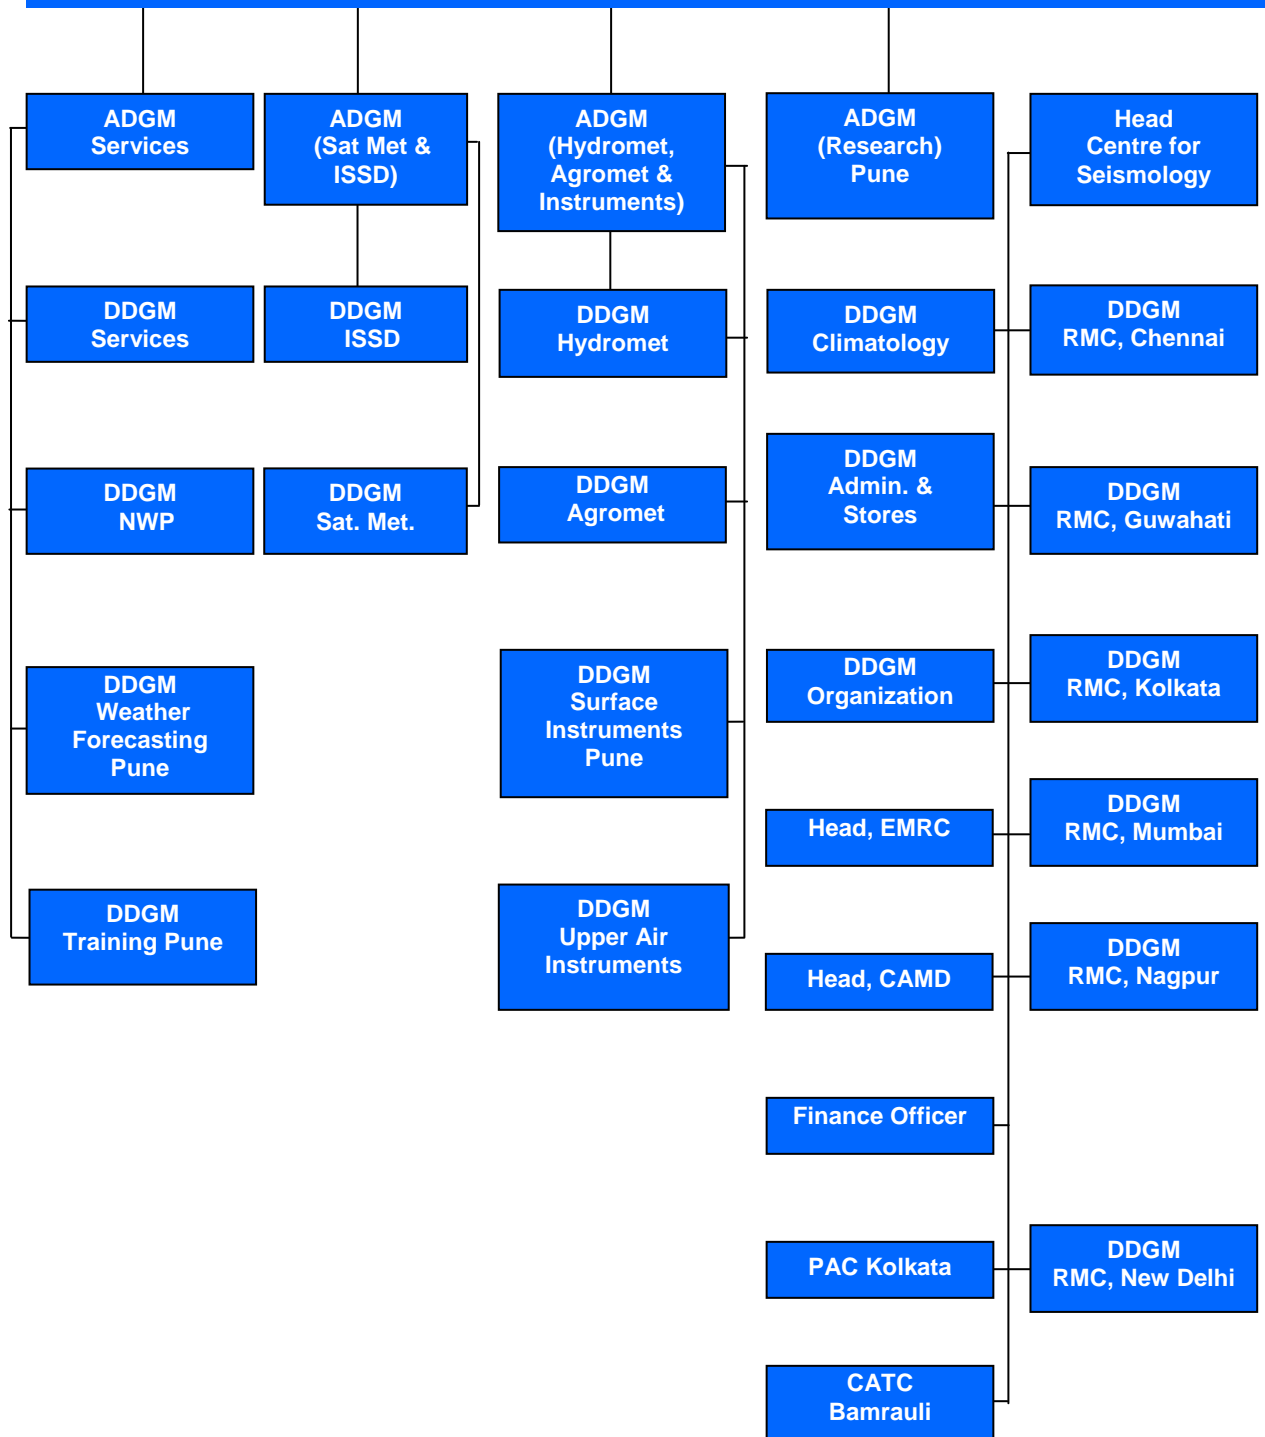 ADGM
Services
ADGM
(Sat Met &
ISSD)
ADGM
(Hydromet,
Agromet &
Instruments)
ADGM
(Research)
Pune
Head
Centre for
Seismology
DDGM
Services
DDGM
ISSD
DDGM
Hydromet
DDGM
Climatology
DDGM
RMC, Chennai
DDGM
NWP
DDGM
Sat. Met.
DDGM
Agromet
DDGM
Admin. &
Stores
DDGM
RMC, Guwahati
DDGM
Weather
Forecasting
Pune
DDGM
Surface
Instruments
Pune
DDGM
Organization
DDGM
RMC, Kolkata
Head, EMRC
DDGM
RMC, Mumbai
DDGM
Training Pune
DDGM
Upper Air
Instruments
Head, CAMD
DDGM
RMC, Nagpur
Finance Officer
PAC Kolkata
DDGM
RMC, New Delhi
CATC
Bamrauli